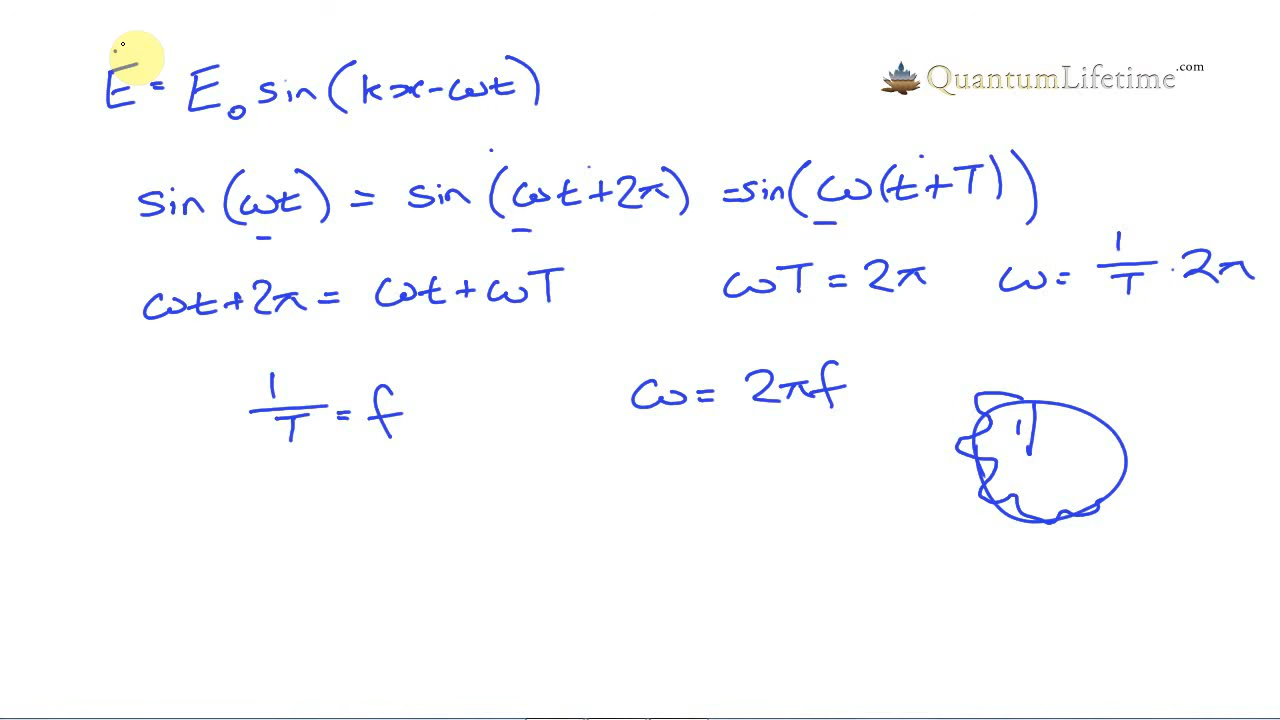 E = E₀ sin(kx-ωt)
QuantumLifetime.com
sin(ωt) = sin(ωt+2π) = sin(ω(t+T))
ωt+2π = ωt+ωT
ωT = 2π
ω = 1/T · 2π
1/T = f
ω = 2πf
1